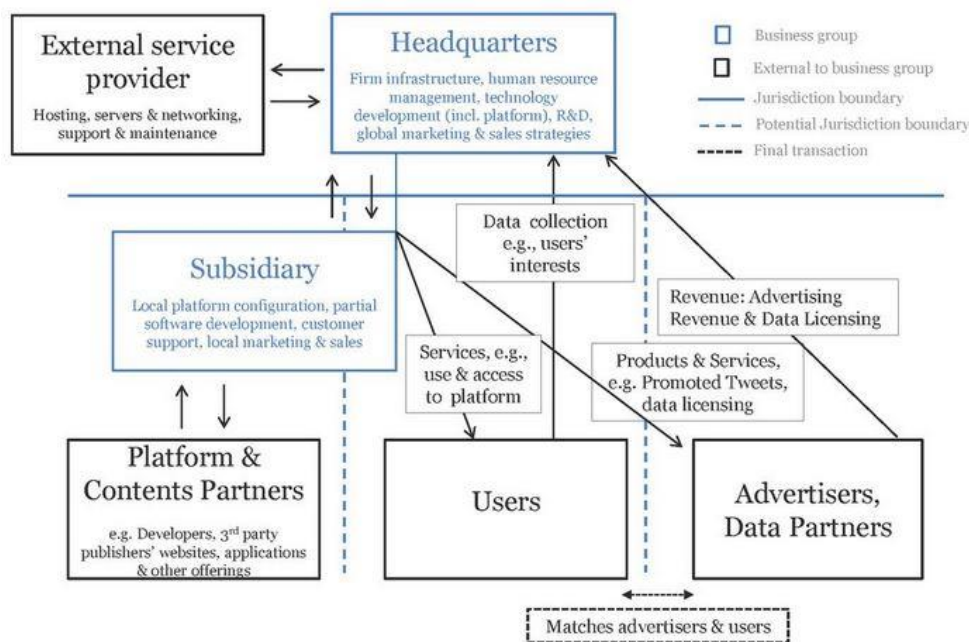 External service
provider
Hosting, servers & networking,
support & maintenance
Headquarters
Firm infrastructure, human resource
management, technology
development (incl. platform), R&D,
global marketing & sales strategies
Business group
External to business group
Jurisdiction boundary
Potential Jurisdiction boundary
Final transaction
Subsidiary
Local platform configuration, partial
software development, customer
support, local marketing & sales
Data collection
e.g., users'
interests
Revenue: Advertising
Revenue & Data Licensing
Services, e.g.,
use & access
to platform
Products & Services,
e.g. Promoted Tweets,
data licensing
Platform &
Contents Partners
e.g. Developers, 3rd party
publishers' websites, applications
& other offerings
Users
Advertisers,
Data Partners
Matches advertisers & users